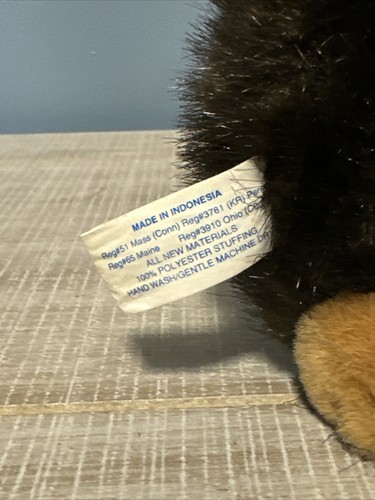 MADE IN INDONESIA
Reg#51 Mass (Conn) Reg#3781 (KR)
Reg#65 Maine Reg#3910 Ohio
ALL NEW MATERIALS
100% POLYESTER STUFFING
HAND WASH/GENTLE MACHINE